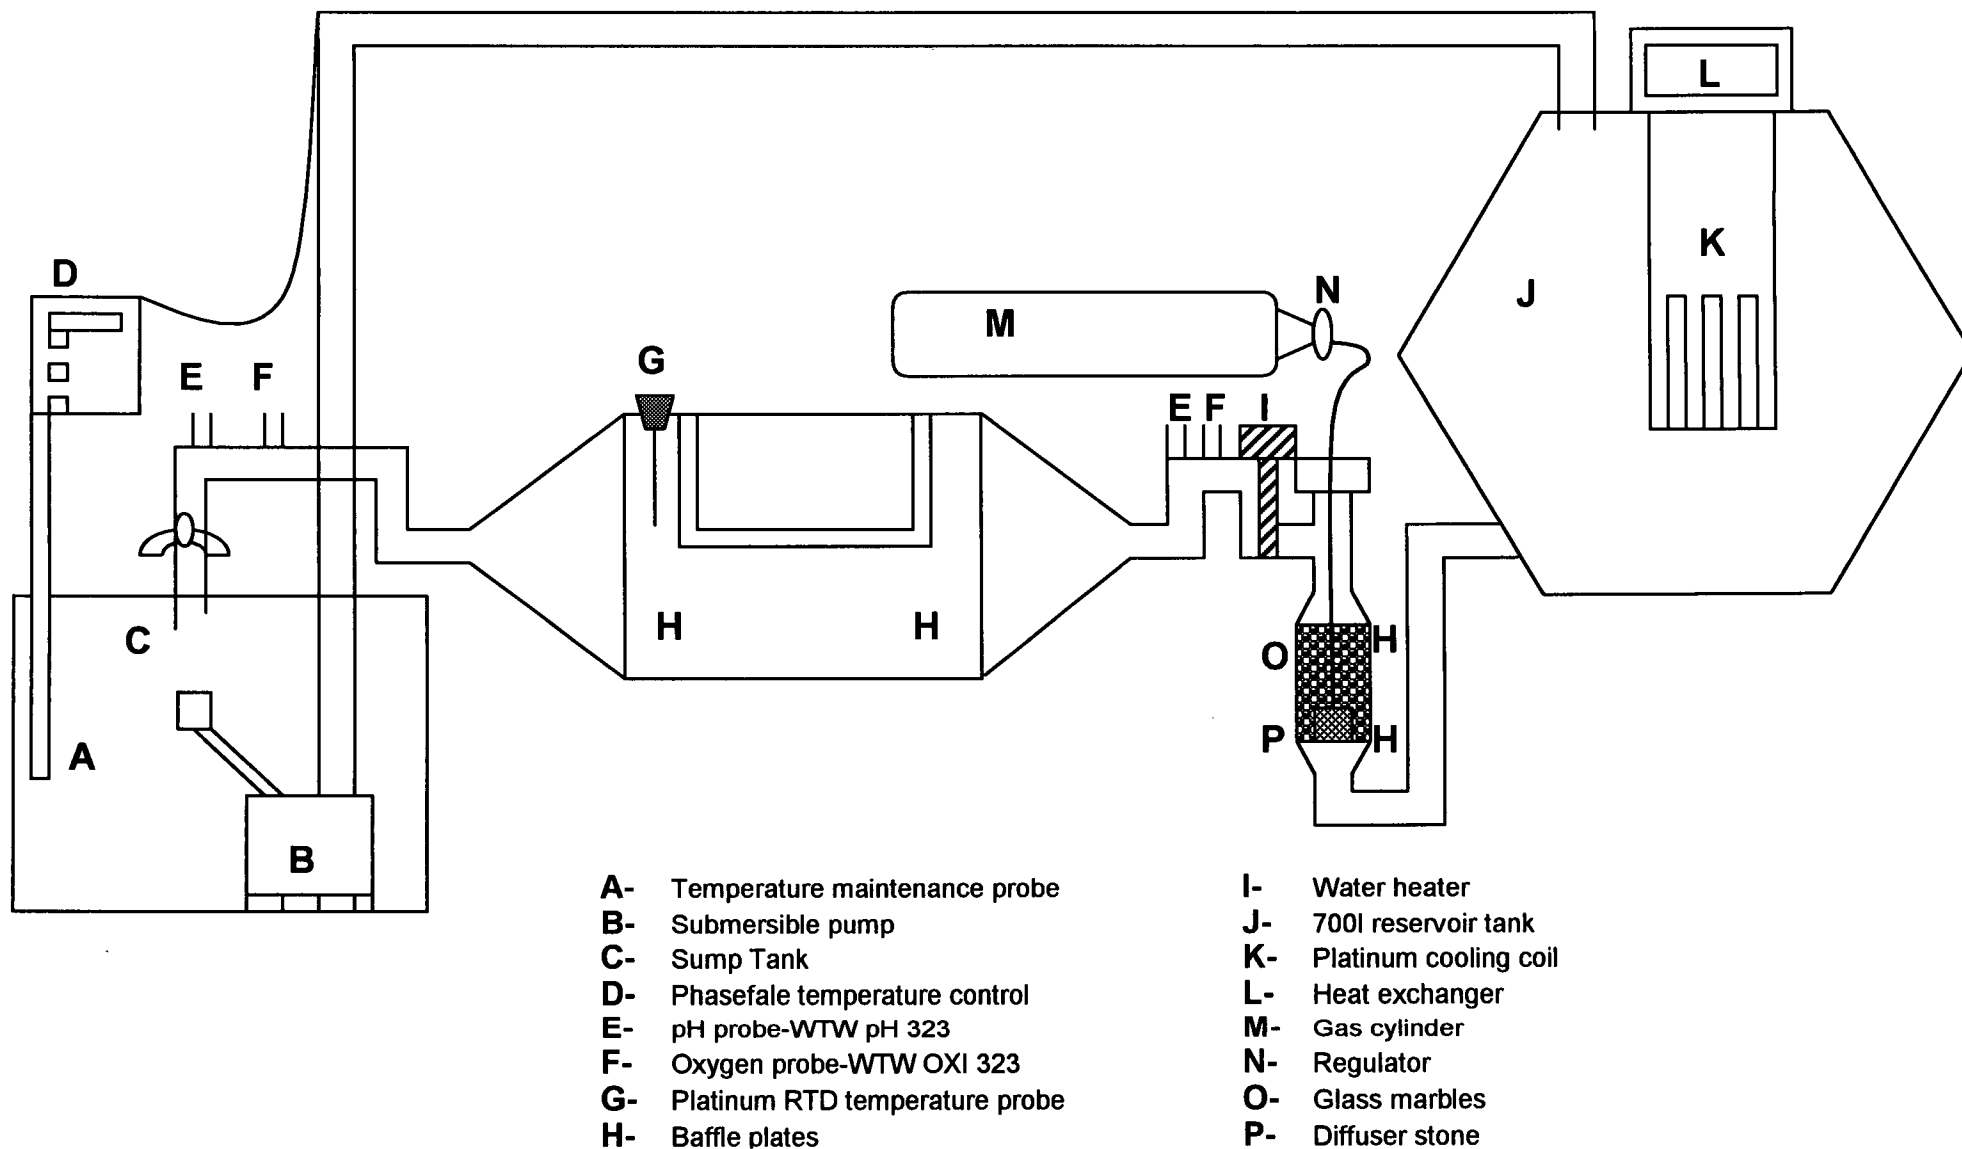 L
K
D
N
J
M
G
E F
E F I
C
H H
O H
P H
A
B
A- Temperature maintenance probe
B- Submersible pump
C- Sump Tank
D- Phasefale temperature control
E- pH probe-WTW pH 323
F- Oxygen probe-WTW OXI 323
G- Platinum RTD temperature probe
H- Baffle plates
I- Water heater
J- 700l reservoir tank
K- Platinum cooling coil
L- Heat exchanger
M- Gas cylinder
N- Regulator
O- Glass marbles
P- Diffuser stone